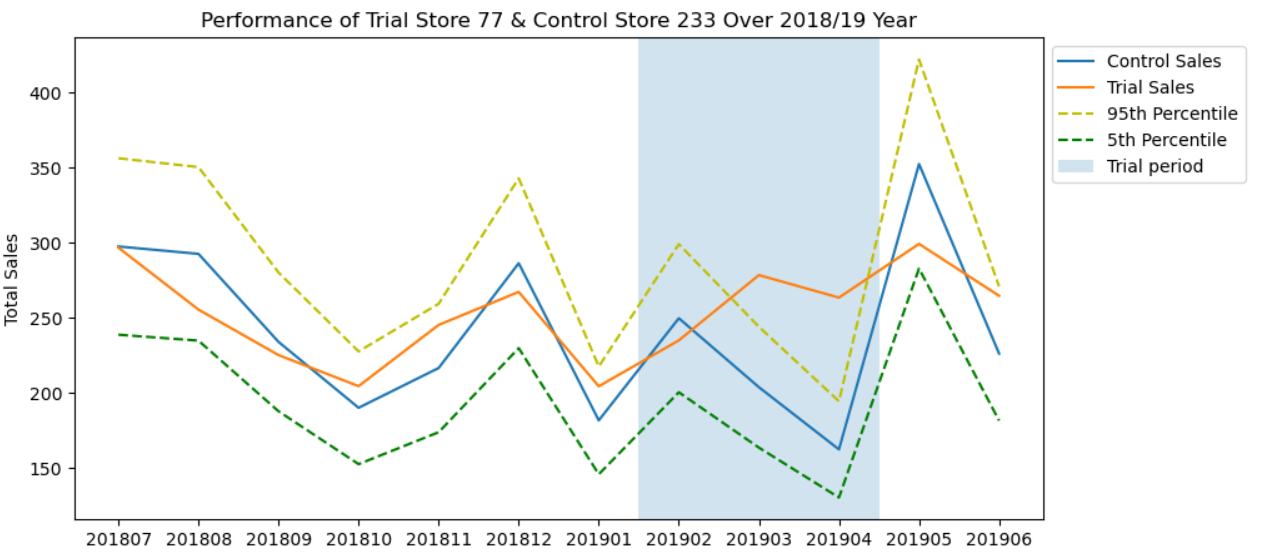 Performance of Trial Store 77 & Control Store 233 Over 2018/19 Year
Total Sales
400
350
300
250
200
150
201807 201808 201809 201810 201811 201812 201901 201902 201903 201904 201905 201906
Control Sales
Trial Sales
95th Percentile
5th Percentile
Trial period